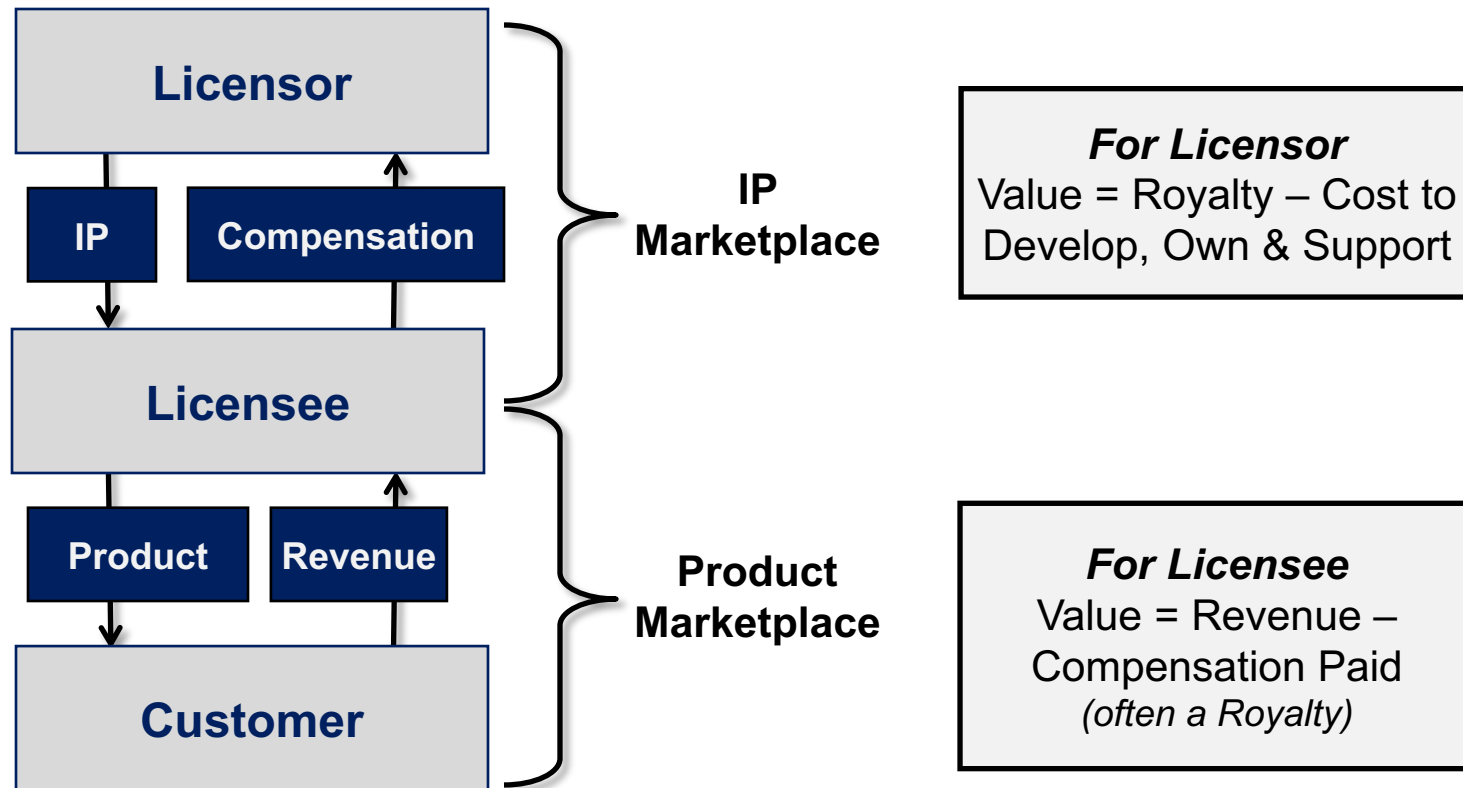 Licensor
IP
Compensation
Licensee
Product
Revenue
Customer
IP
Marketplace
Product
Marketplace
For Licensor
Value = Royalty – Cost to
Develop, Own & Support
For Licensee
Value = Revenue –
Compensation Paid
(often a Royalty)